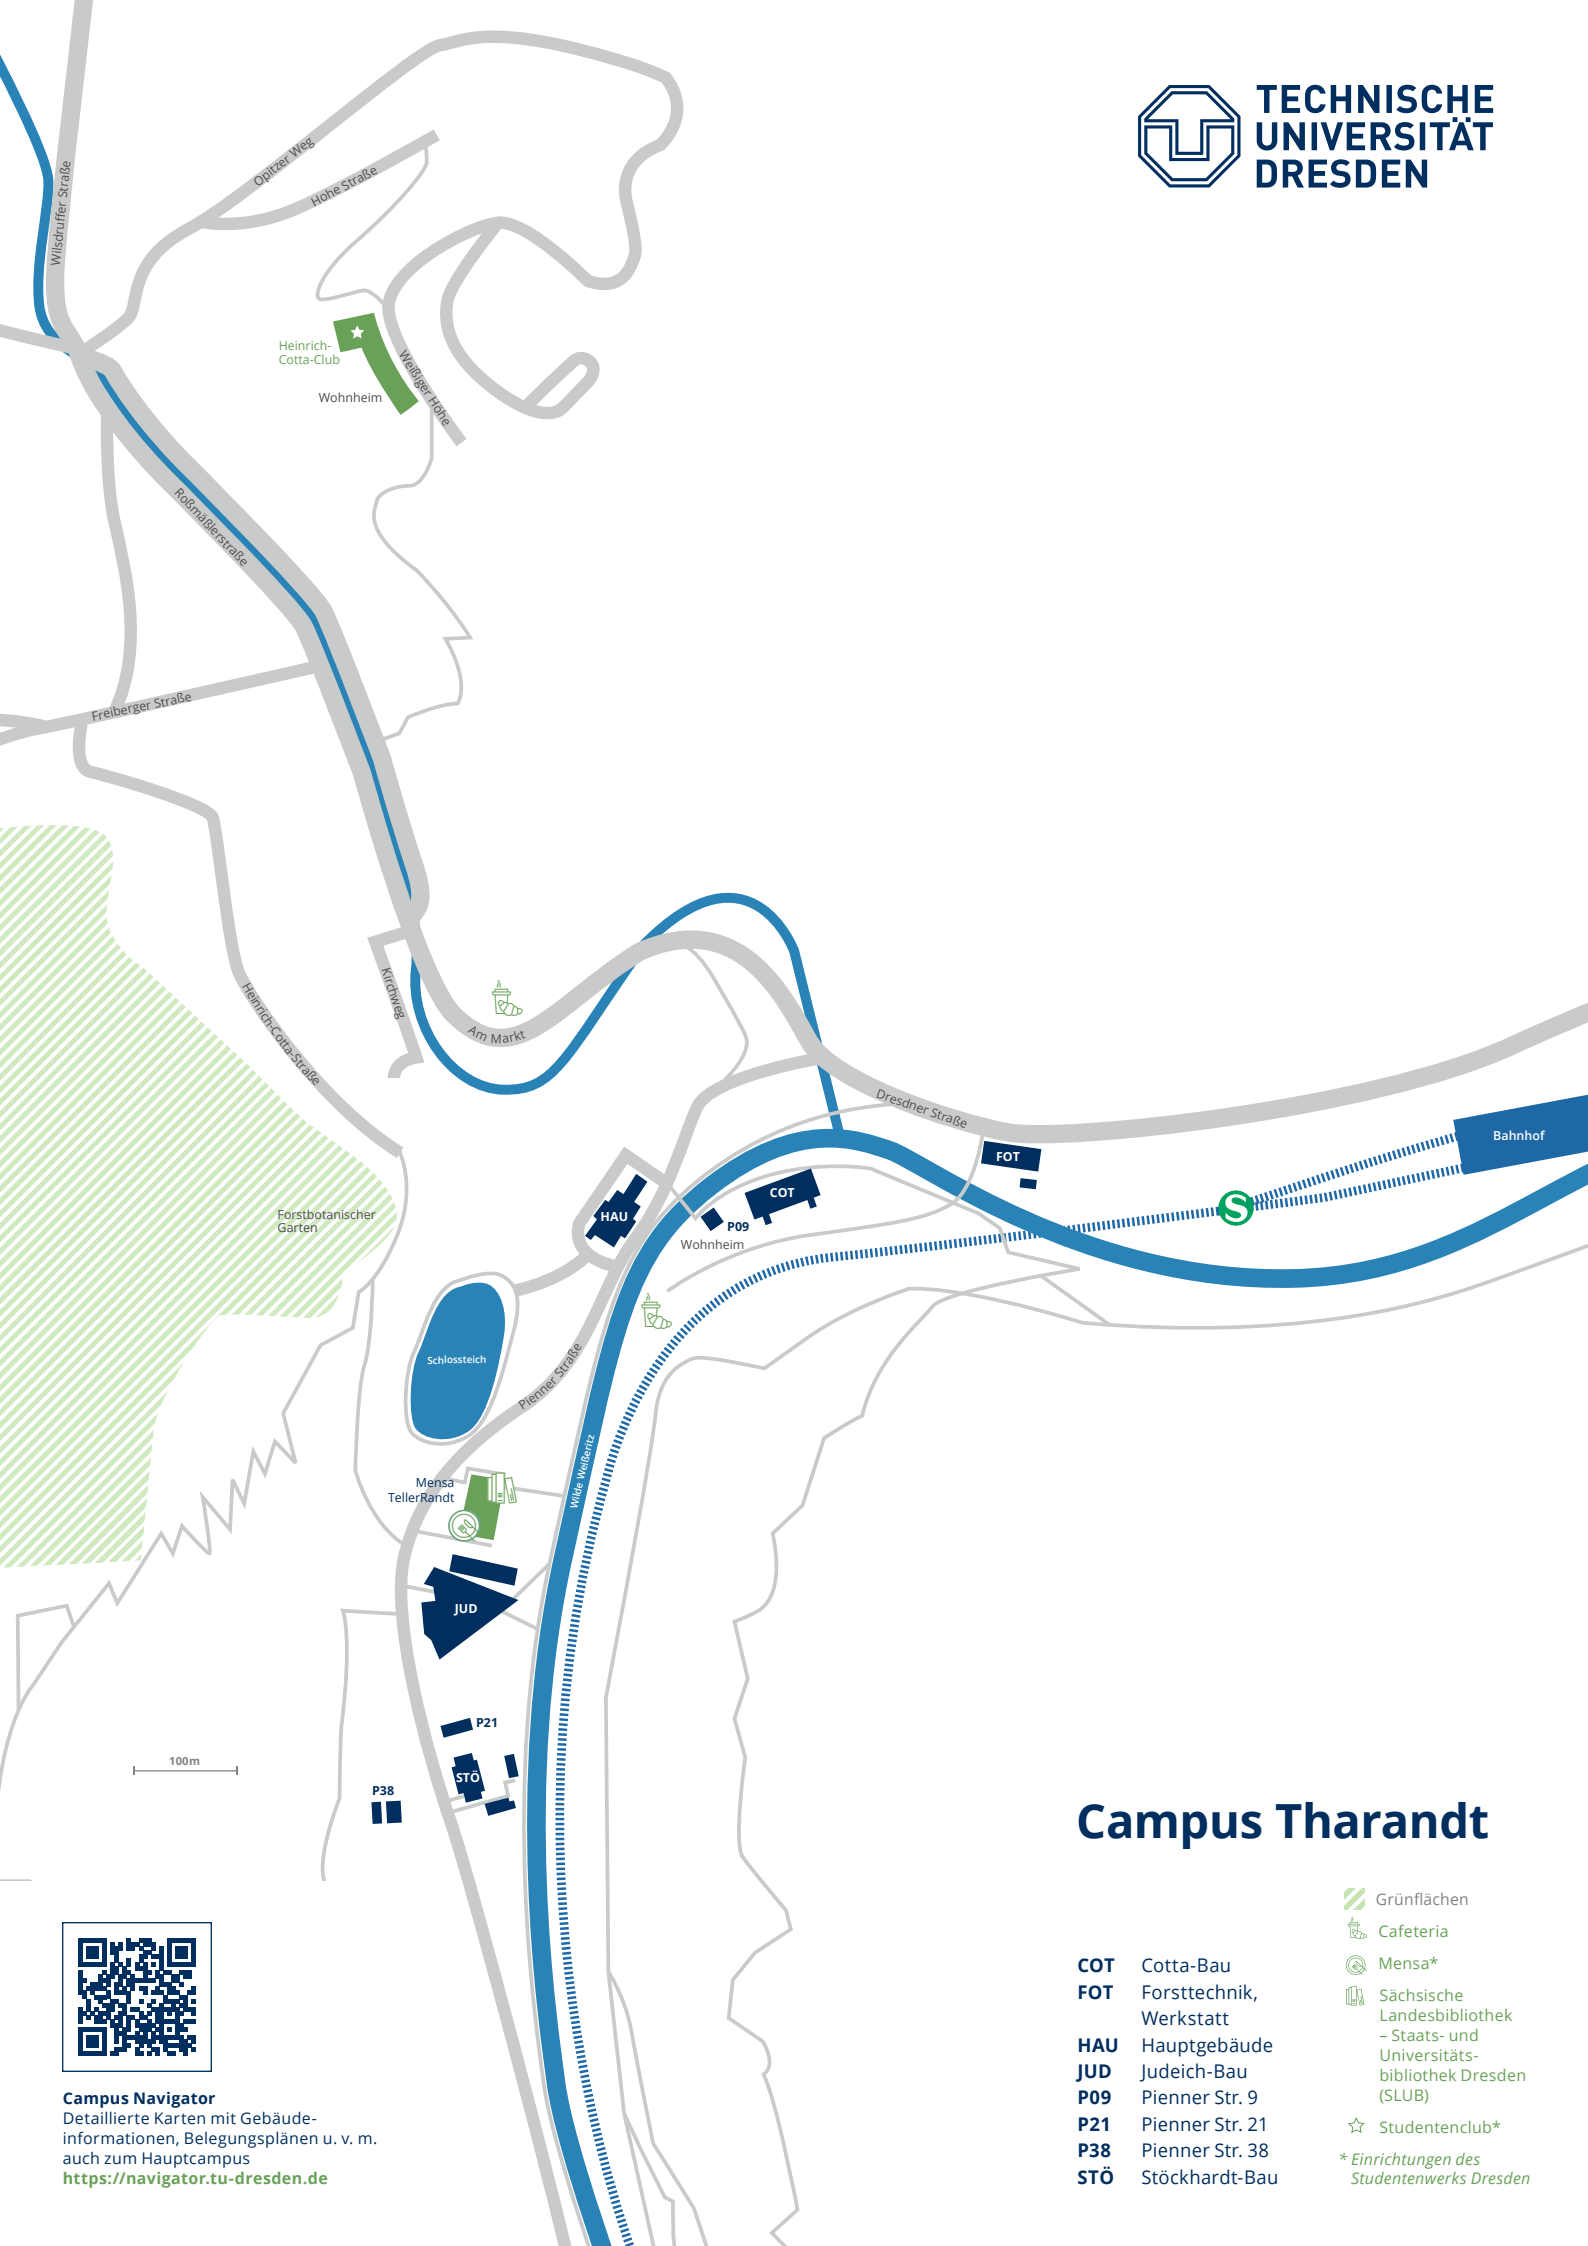 TECHNISCHE
UNIVERSITÄT
DRESDEN
Wilsdruffer Straße
Opitzer Weg
Hohe Straße
Heinrich-
Cotta-Club
Wohnheim
Weißiger Höhe
Roßmäßlerstraße
Freiberger Straße
Heinrich-Cotta-Straße
Kirchweg
Am Markt
Dresdner Straße
FOT
Bahnhof
S
COT
HAU
P09
Wohnheim
Forstbotanischer
Garten
Schlossteich
Pienner Straße
Wilde Weißeritz
Mensa
TellerRandt
JUD
P21
STÖ
P38
100m
Campus Tharandt
COT Cotta-Bau
FOT Forsttechnik,
Werkstatt
HAU Hauptgebäude
JUD Judeich-Bau
P09 Pienner Str. 9
P21 Pienner Str. 21
P38 Pienner Str. 38
STÖ Stöckhardt-Bau
Grünflächen
Cafeteria
Mensa*
Sächsische
Landesbibliothek
– Staats- und
Universitäts-
bibliothek Dresden
(SLUB)
Studentenclub*
* Einrichtungen des
Studentenwerks Dresden
Campus Navigator
Detaillierte Karten mit Gebäude-
informationen, Belegungsplänen u. v. m.
auch zum Hauptcampus
https://navigator.tu-dresden.de